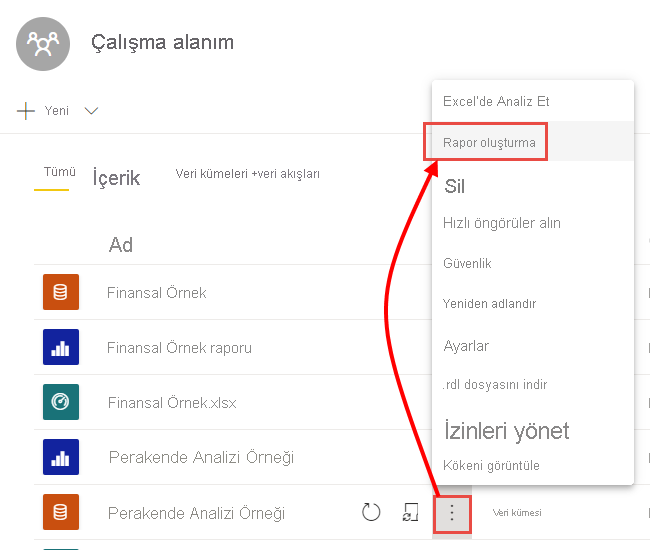 Çalışma alanım
Yeni
Excel'de Analiz Et
Rapor oluşturma
Tümü
İçerik
Veri kümeleri +veri akışları
Sil
Hızlı öngörüler alın
Ad
Güvenlik
Finansal Örnek
Yeniden adlandır
Finansal Örnek raporu
Ayarlar
.rdl dosyasını indir
Finansal Örnek.xlsx
İzinleri yönet
Perakende Analizi Örneği
Kökeni görüntüle
Perakende Analizi Örneği
Veri kümesi